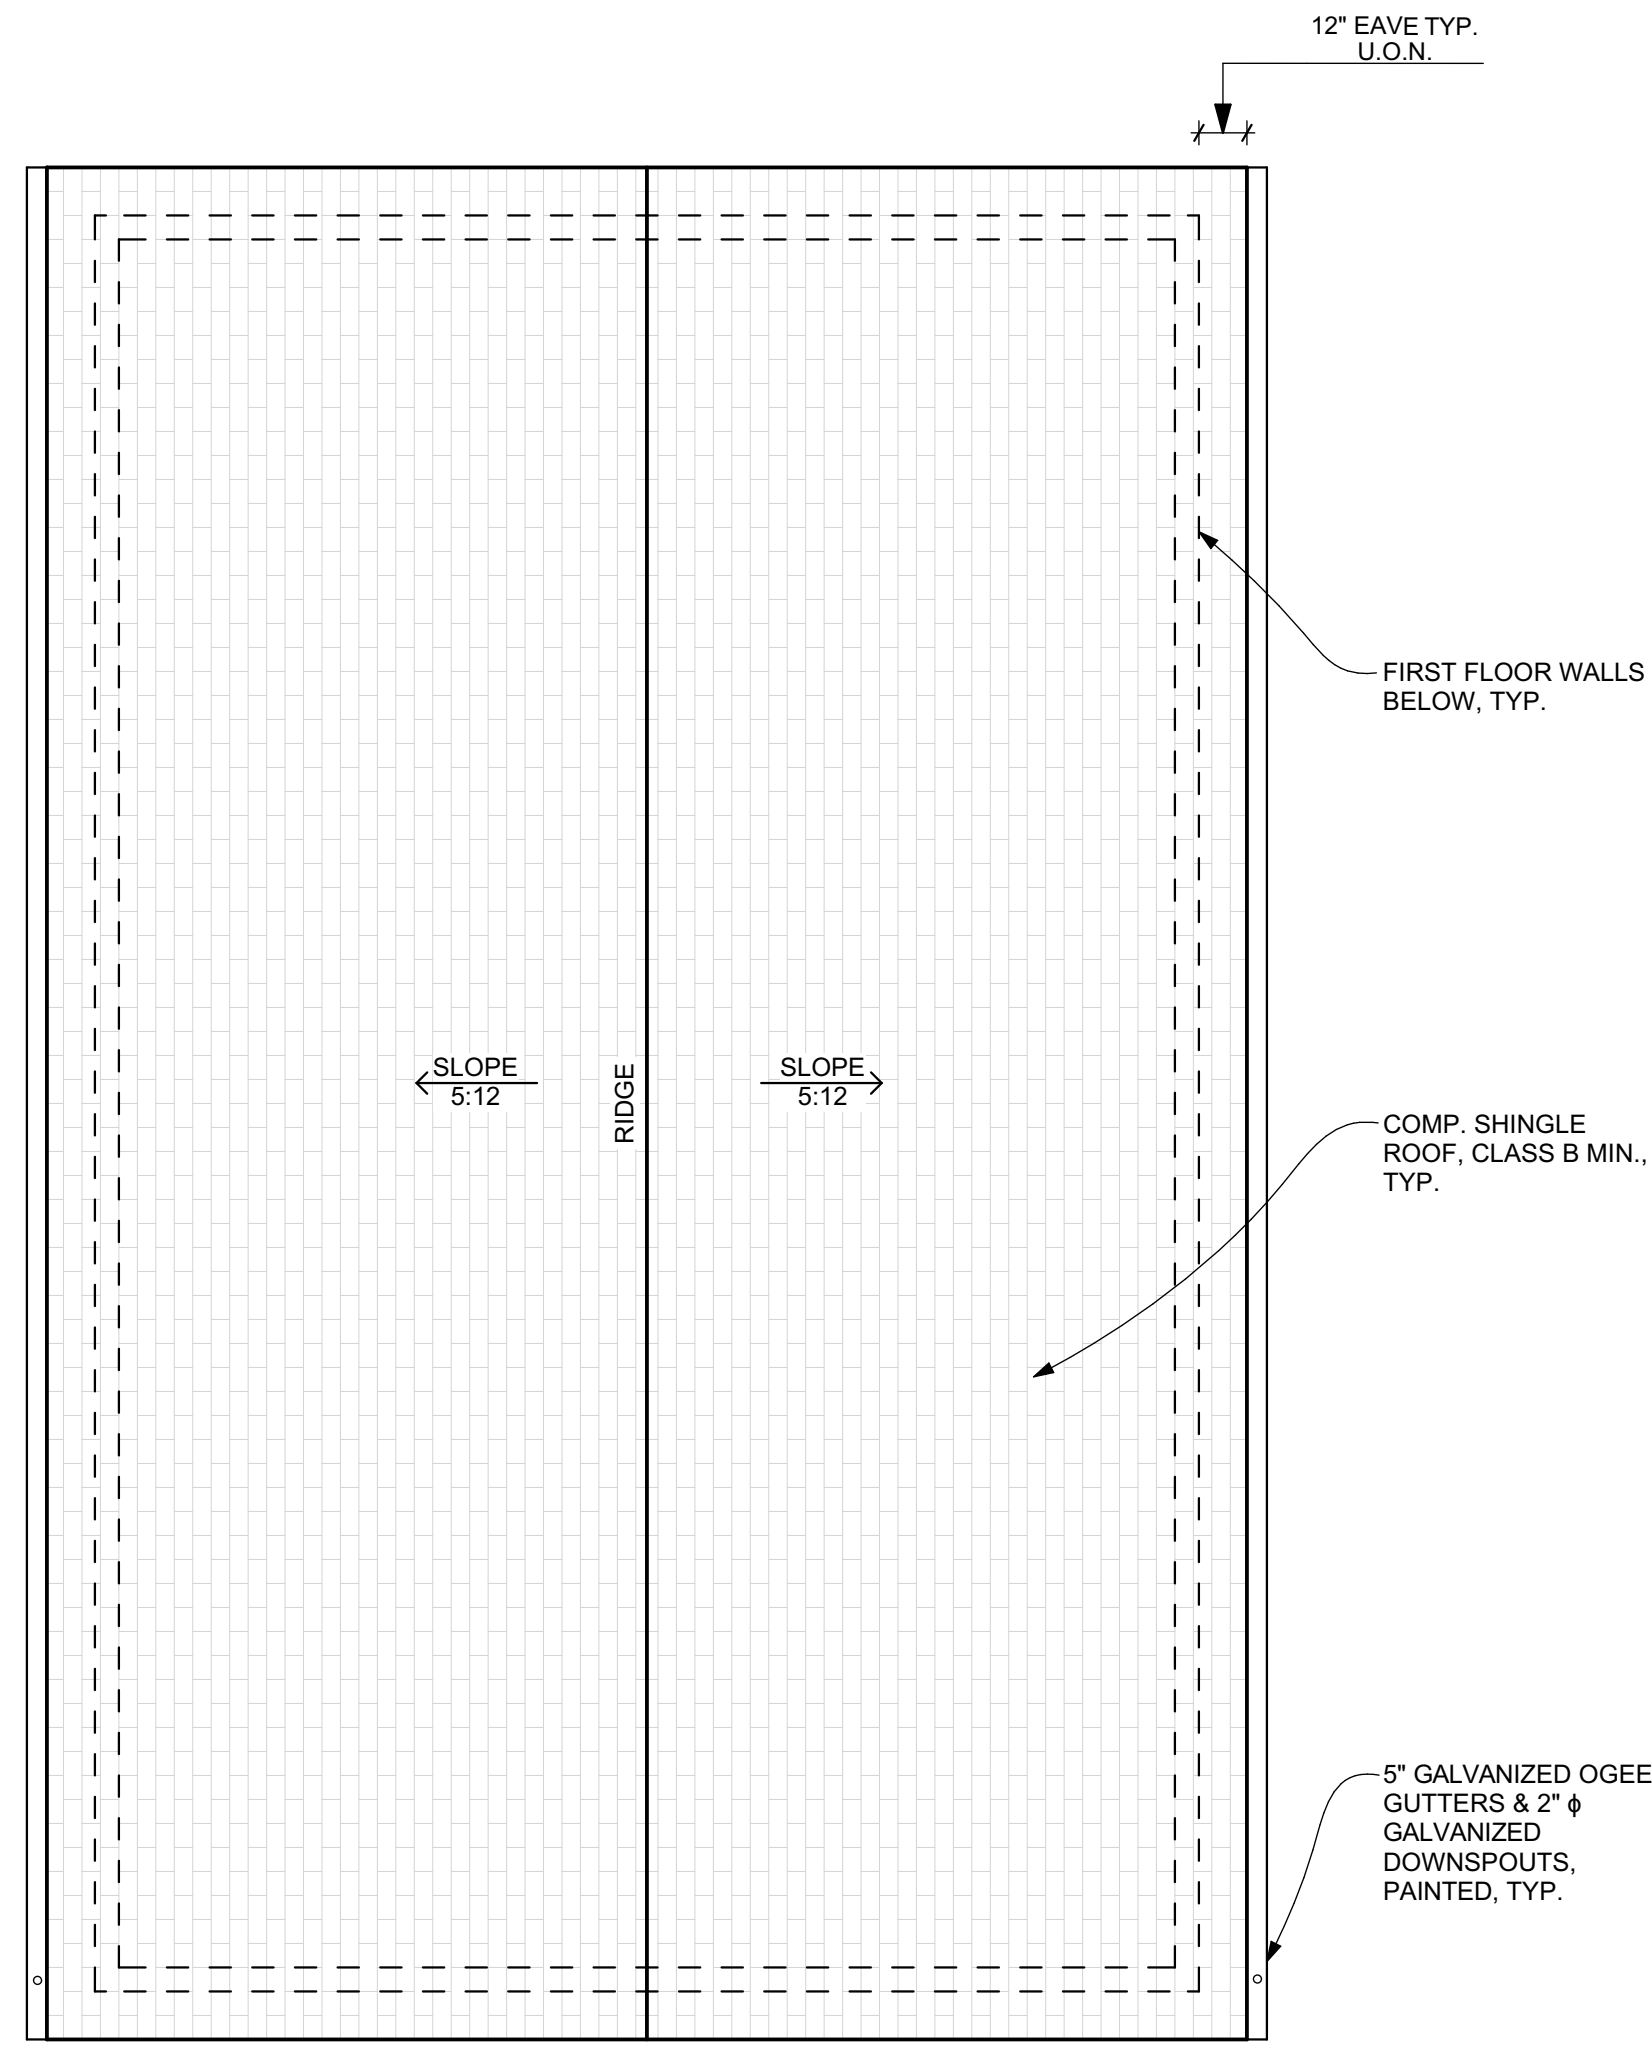 12" EAVE TYP.
U.O.N.
FIRST FLOOR WALLS
BELOW, TYP.
SLOPE
5:12
RIDGE
SLOPE
5:12
COMP. SHINGLE
ROOF, CLASS B MIN.,
TYP.
5" GALVANIZED OGEE
GUTTERS & 2" ϕ
GALVANIZED
DOWNSPOUTS,
PAINTED, TYP.